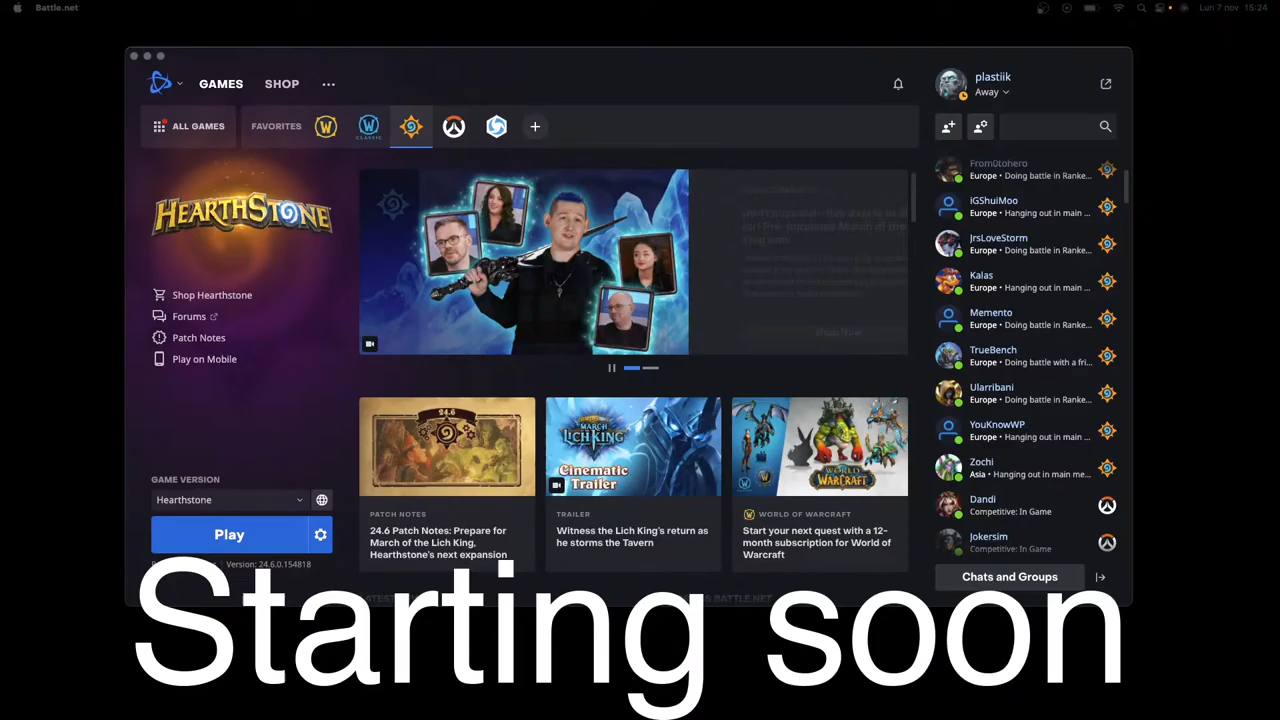 Battle.net
Lun 7 nov 15:24
GAMES
SHOP
plastiik
Away
ALL GAMES
FAVORITES
CLASSIC
HEARTHSTONE
Shop Hearthstone
Forums
Patch Notes
Play on Mobile
GAME VERSION
Hearthstone
Play
Version: 24.6.0.154818
Shop Now
24.6
PATCH NOTES
24.6 Patch Notes: Prepare for
March of the Lich King,
Hearthstone's next expansion
MARCH
LICH KING
Cinematic
Trailer
TRAILER
Witness the Lich King's return as
he storms the Tavern
WORLD
WARCRAFT
WORLD OF WARCRAFT
Start your next quest with a 12-
month subscription for World of
Warcraft
From0tohero
Europe • Doing battle in Ranke...
iGShuiMoo
Europe • Hanging out in main ...
JrsLoveStorm
Europe • Doing battle in Ranke...
Kalas
Europe • Hanging out in main ...
Memento
Europe • Doing battle in Ranke...
TrueBench
Europe • Doing battle with a fri...
Ularribani
Europe • Doing battle in Ranke...
YouKnowWP
Europe • Hanging out in main ...
Zochi
Asia • Hanging out in main me...
Dandi
Competitive: In Game
Jokersim
Competitive: In Game
Chats and Groups
Starting soon